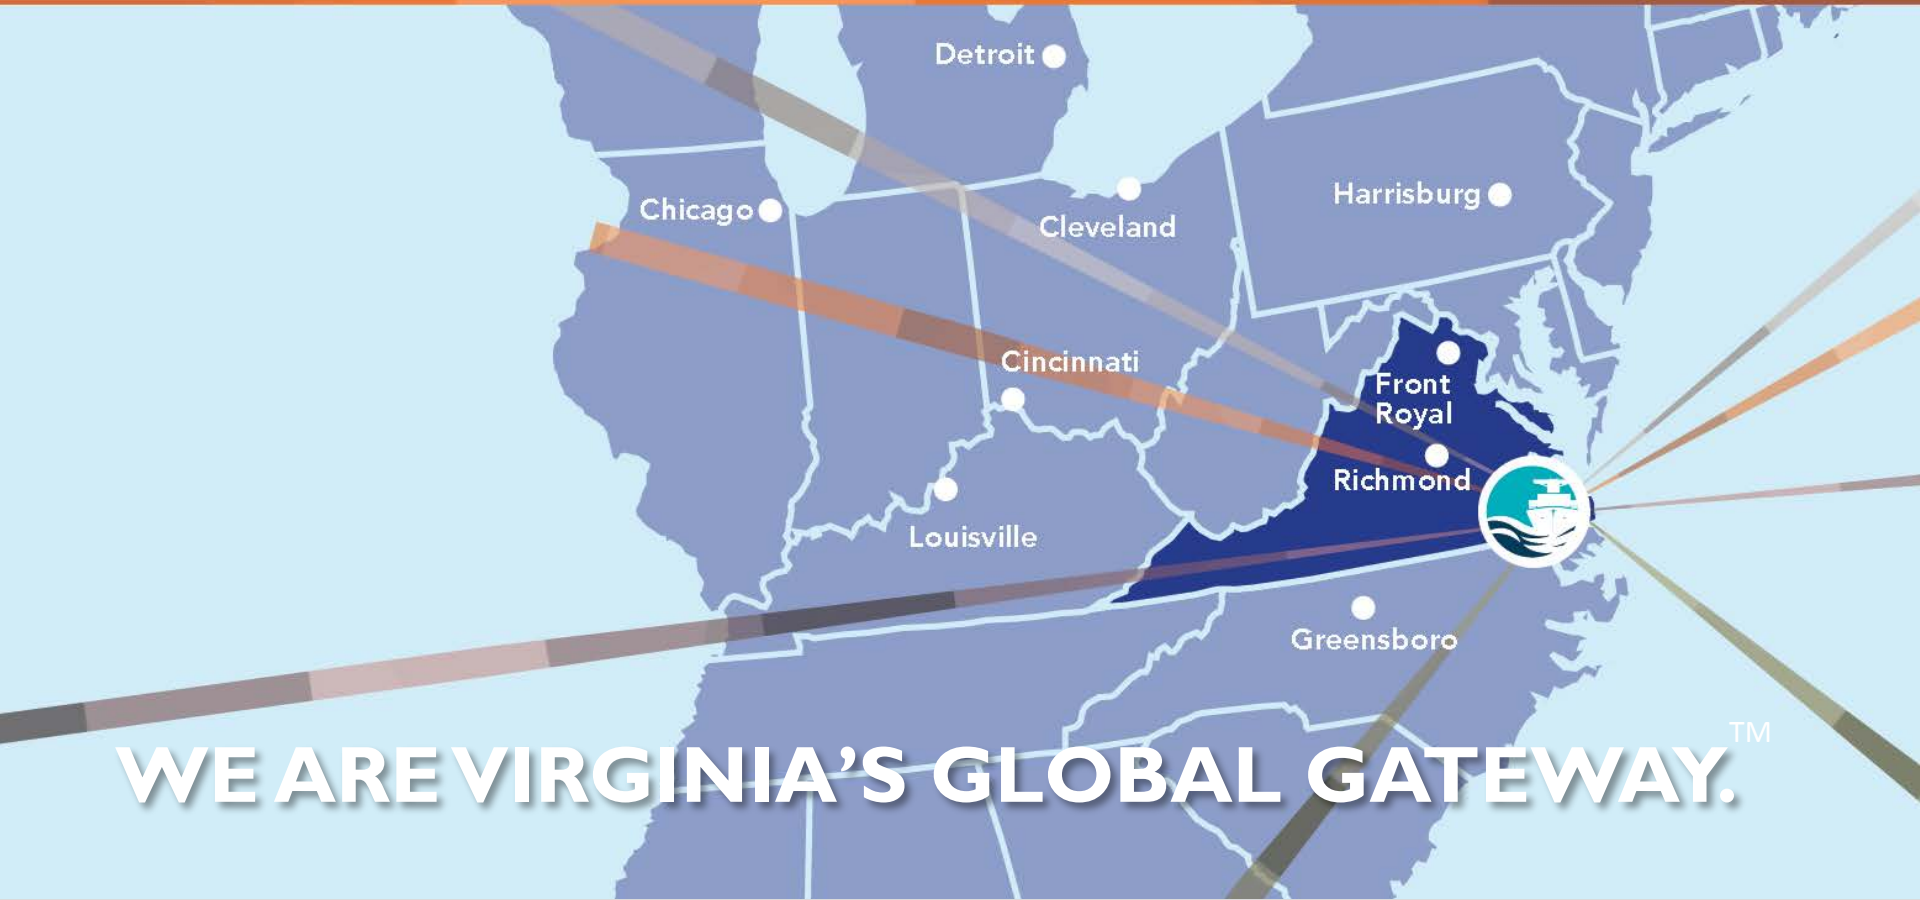 Detroit
Harrisburg
Chicago
Cleveland
Cincinnati
Front
Royal
Richmond
Louisville
Greensboro
WE ARE VIRGINIA’S GLOBAL GATEWAY.™